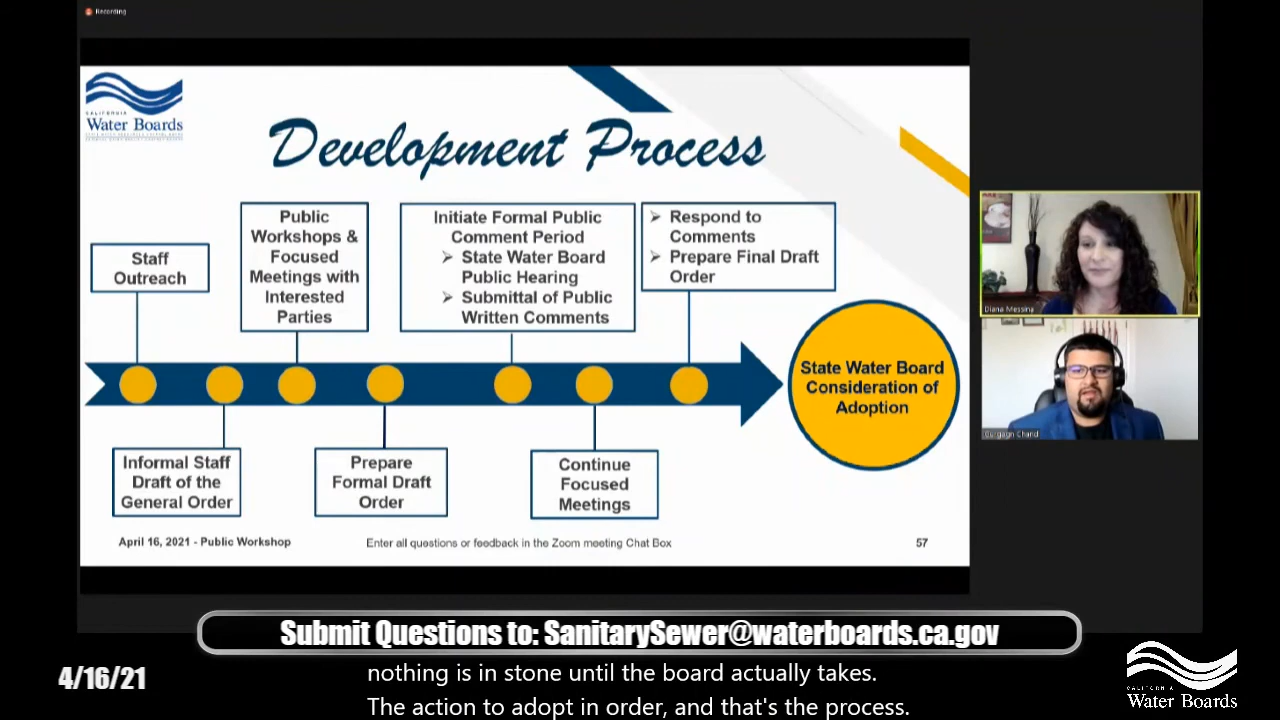 Recording
CALIFORNIA
Water Boards
Development Process
Staff
Outreach
Public
Workshops &
Focused
Meetings with
Interested
Parties
Initiate Formal Public
Comment Period
➢ State Water Board
Public Hearing
➢ Submittal of Public
Written Comments
➢ Respond to
Comments
➢ Prepare Final Draft
Order
State Water Board
Consideration of
Adoption
Informal Staff
Draft of the
General Order
Prepare
Formal Draft
Order
Continue
Focused
Meetings
April 16, 2021 - Public Workshop
Enter all questions or feedback in the Zoom meeting Chat Box
57
Diana Messina
Gurgagn Chand
Submit Questions to: SanitarySewer@waterboards.ca.gov
4/16/21
nothing is in stone until the board actually takes.
The action to adopt in order, and that's the process.
CALIFORNIA
Water Boards